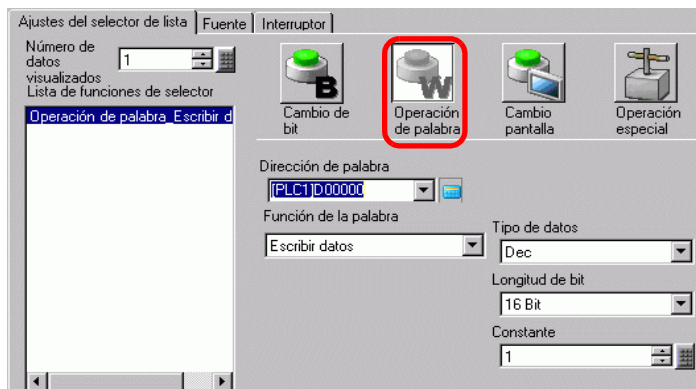 Ajustes del selector de lista Fuente Interruptor
Número de
datos
visualizados
1
Lista de funciones de selector
Operación de palabra_Escribir d
B
Cambio de
bit
W
Operación
de palabra
Cambio
pantalla
Operación
especial
Dirección de palabra
[PLC1]D00000
Función de la palabra
Escribir datos
Tipo de datos
Dec
Longitud de bit
16 Bit
Constante
1